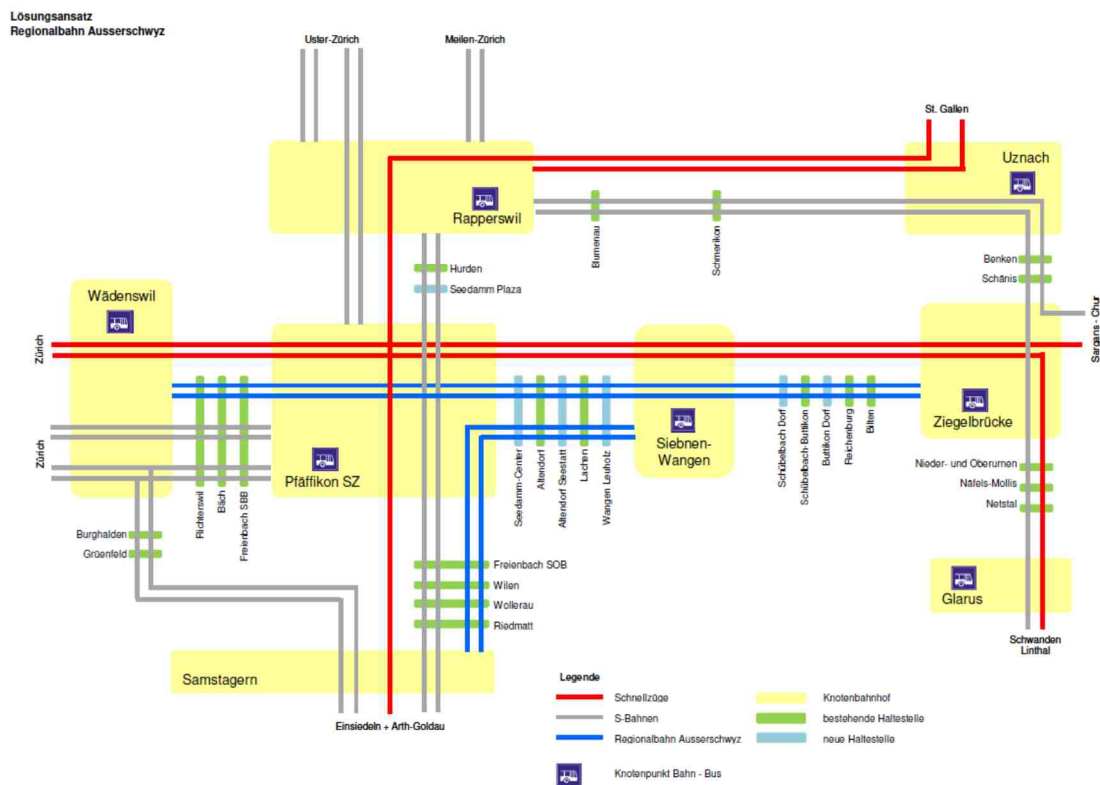 Lösungsansatz
Regionalbahn Ausserschwyz
Uster-Zürich
Meilen-Zürich
St. Gallen
Uznach
Rapperswil
Blumenau
Schmerikon
Benken
Schänis
Hurden
Seedamm Plaza
Wädenswil
Zürich
Sargans - Chur
Zürich
Pfäffikon SZ
Siebnen-
Wangen
Ziegelbrücke
Richterswil
Bäch
Freienbach SBB
Seedamm-Center
Altendorf
Altendorf Seestatt
Lachen
Wangen Leuholz
Schübelbach Dorf
Schübelbach-Buttikon
Buttikon Dorf
Reichenburg
Bilten
Nieder- und Oberurnen
Näfels-Mollis
Netstal
Burghalden
Grüenfeld
Freienbach SOB
Wilen
Wollerau
Riedmatt
Glarus
Schwanden
Linthal
Samstagern
Einsiedeln + Arth-Goldau
Legende
Schnellzüge
Knotenbahnhof
S-Bahnen
bestehende Haltestelle
Regionalbahn Ausserschwyz
neue Haltestelle
Knotenpunkt Bahn - Bus